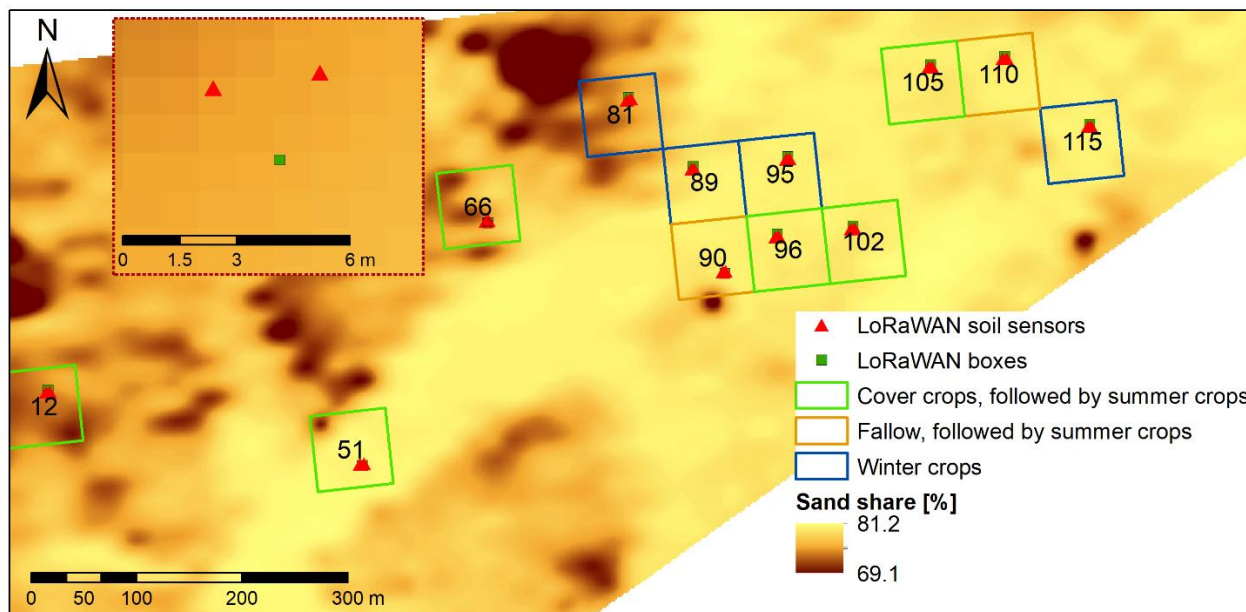 N
0 1.5 3 6 m
105 110
81
115
89 95
66
90 96 102
12
51
LoRaWAN soil sensors
LoRaWAN boxes
Cover crops, followed by summer crops
Fallow, followed by summer crops
Winter crops
Sand share [%]
81.2
69.1
0 50 100 200 300 m